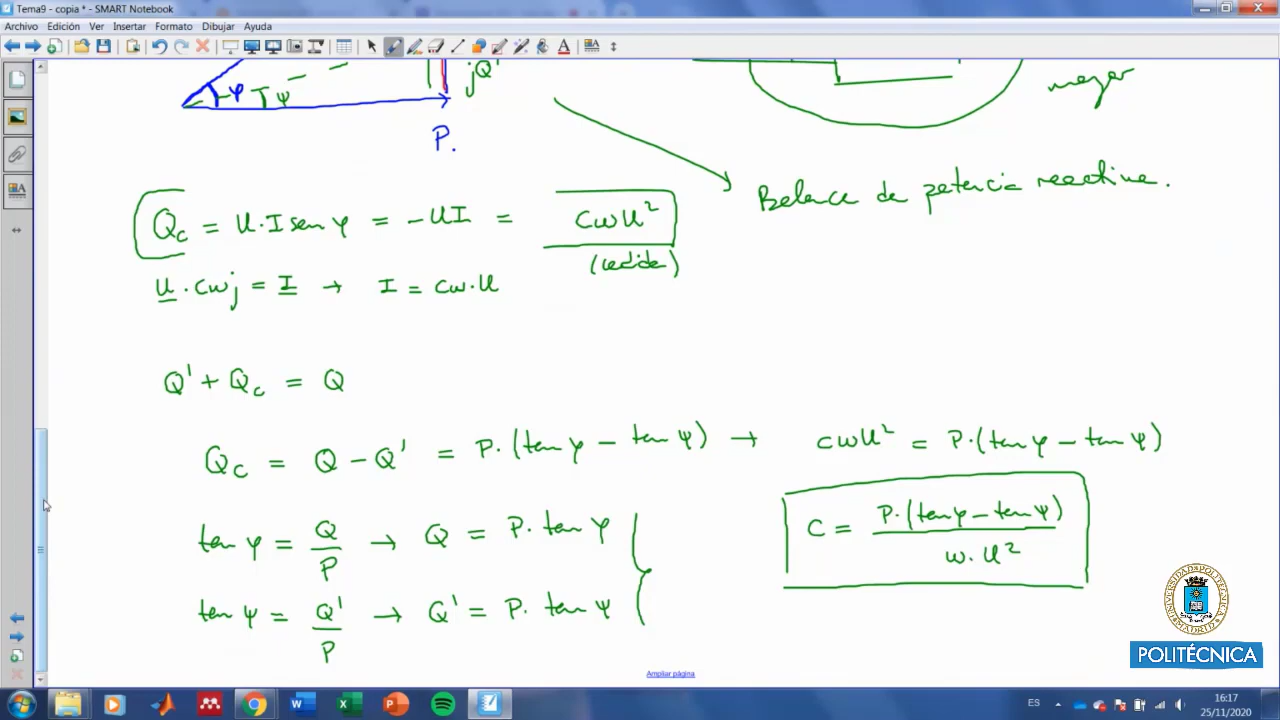 Tema9 - copia * - SMART Notebook
Archivo Edición Ver Insertar Formato Dibujar Ayuda
φ ψ jQ'
P.
mayor
Balance de potencia reactiva.
Qc = U·I sen φ = -UI = cωU²
(cedida)
U·cωj = I → I = cω·U
Q' + Qc = Q
Qc = Q - Q' = P·(tan φ - tan ψ) → cωU² = P·(tan φ - tan ψ)
tan φ = Q/P → Q = P·tan φ
C = P·(tan φ - tan ψ) / ω·U²
tan ψ = Q'/P → Q' = P·tan ψ
POLITÉCNICA
Ampliar página
ES
16:17
25/11/2020